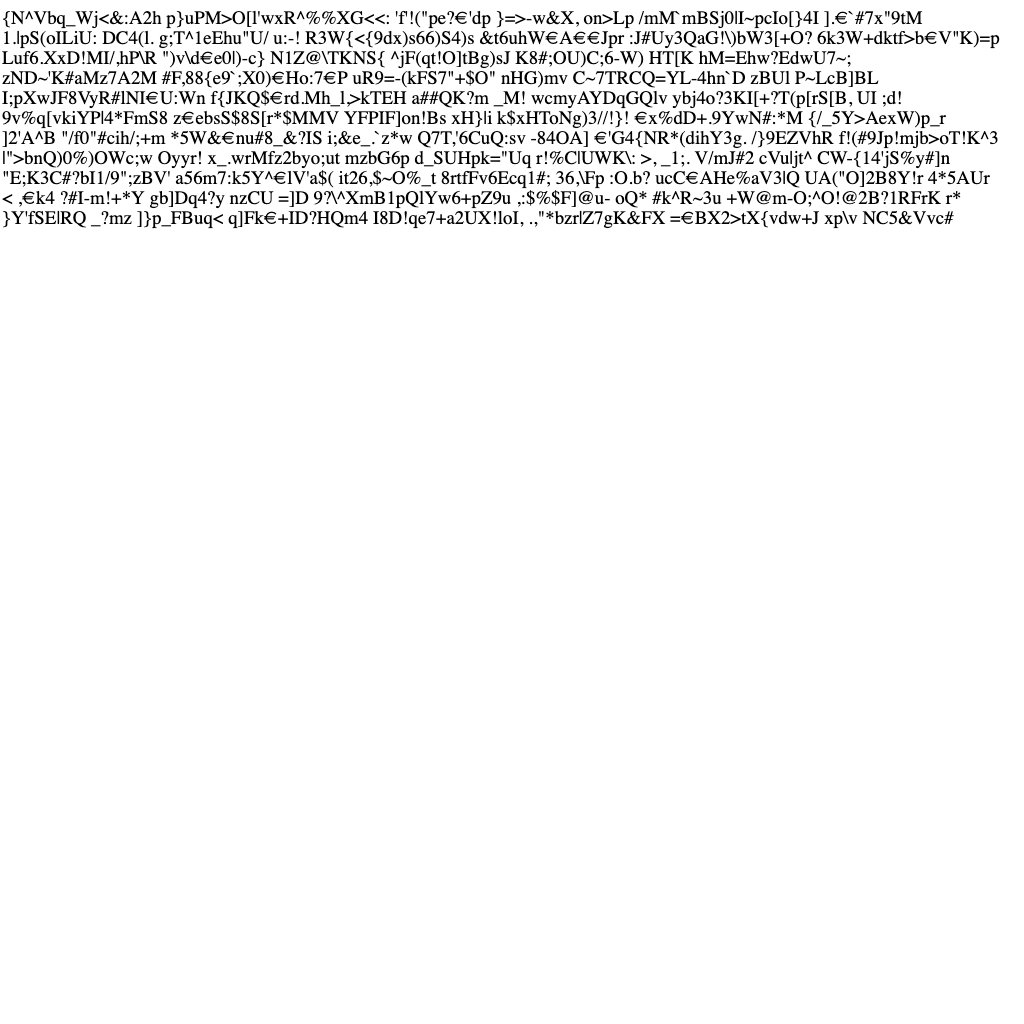 {N^Vbq_Wj<&:A2h p}uPM>O[l'wxR^%%XG<<: 'f'!("pe?€'dp }=>-w&X, on>Lp /mM`mBSj0l|I~pcIo[}4I ].€`#7x"9tM
1.|pS(oILiU: DC4(l. g;T^1eEhu"U/ u:-! R3W{<{9dx)s66)S4)s &t6uhW€A€€Jpr :J#Uy3QaG!\)bW3[+O? 6k3W+dktf>b€V"K)=p
Luf6.XxD!MI/,hP\R ")v\d€e0l)-c} N1Z@\TKNS{ ^jF(qt!O]tBg)sJ K8#;OU)C;6-W) HT[K hM=Ehw?EdwU7~;
zND~'K#aMz7A2M #F,88{e9`;X0)€Ho:7€P uR9=-(kFS7"+$O" nHG)mv C~7TRCQ=YL-4hn`D zBUl P~LcB]BL
I;pXwJF8VyR#lNI€U:Wn f{JKQ$€rd.Mh_l,>kTEH a##QK?m _M! wcmyAYDqGQlv ybj4o?3KI[+?T(p[rS[B, UI ;d!
9v%q[vkiYP|4*FmS8 z€ebsS$8S[r*$MMV YFPIF]on!Bs xH}|i k$xHToNg)3//!}! €x%dD+.9YwN#:*M {/_5Y>AexW)p_r
]2'A^B "/f0"#cih/;+m *5W&€nu#8_&?IS i;&e_.`z*w Q7T,'6CuQ:sv -84OA] €'G4{NR*(dihY3g. /}9EZVhR f!(#9Jp!mjb>oT!K^3
|">bnQ)0%)OWc;w Oyyr! x_.wrMfz2byo;ut mzbG6p d_SUHpk="Uq r!%C|UWK\: >, _1;. V/mJ#2 cVuljt^ CW-{14'jS%y#]n
"E;K3C#?bI1/9";zBV' a56m7:k5Y^€lV'a$( it26,$~O%_t 8rtfFv6Ecq1#; 36,\Fp :O.b? ucC€AHe%aV3lQ UA("O]2B8Y!r 4*5AUr
< ,€k4 ?#I-m!+*Y gb]Dq4?y nzCU =]D 9?\^XmB1pQlYw6+pZ9u ,:$%$F]@u- oQ* #k^R~3u +W@m-O;^O!@2B?1RFrK r*
}Y'fSE|RQ _?mz ]}p_FBuq< q]Fk€+ID?HQm4 I8D!qe7+a2UX!loI, .,"*bzr|Z7gK&FX =€BX2>tX{vdw+J xp\v NC5&Vvc#